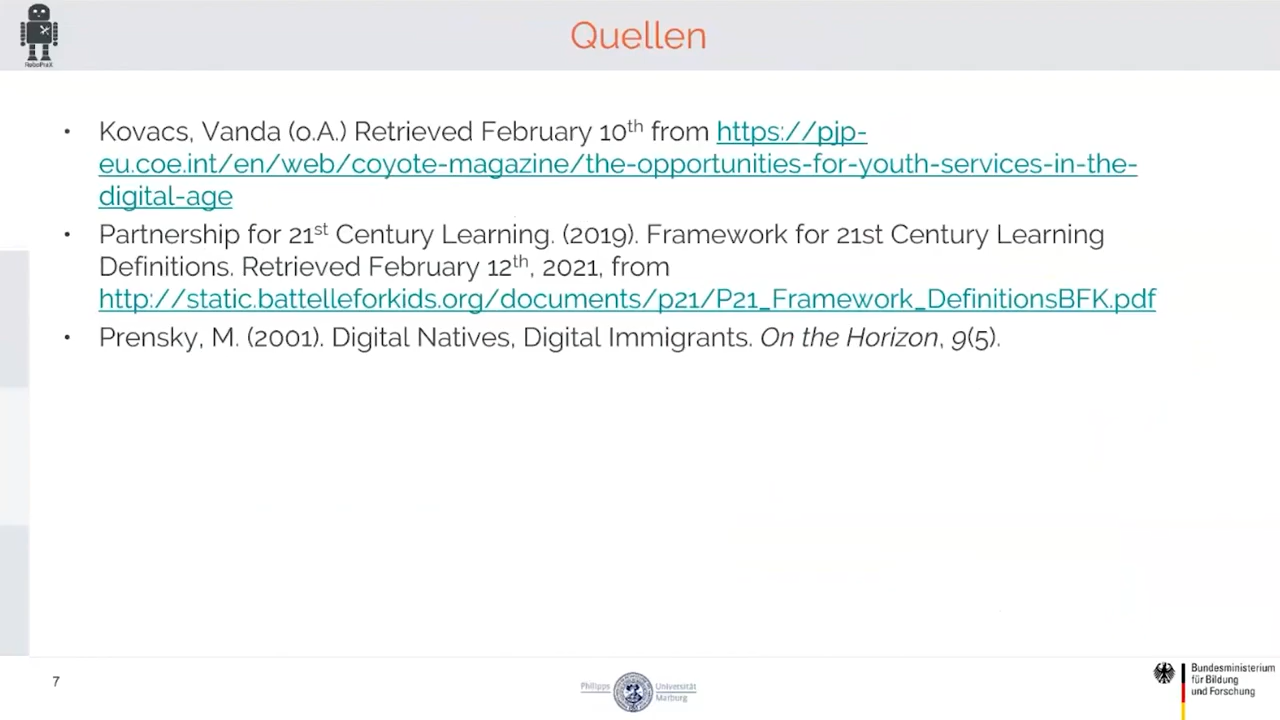 RoboPraX
Quellen
• Kovacs, Vanda (o.A.) Retrieved February 10th from https://pjp-
eu.coe.int/en/web/coyote-magazine/the-opportunities-for-youth-services-in-the-
digital-age
• Partnership for 21st Century Learning. (2019). Framework for 21st Century Learning
Definitions. Retrieved February 12th, 2021, from
http://static.battelleforkids.org/documents/p21/P21_Framework_DefinitionsBFK.pdf
• Prensky, M. (2001). Digital Natives, Digital Immigrants. On the Horizon, 9(5).
7
Philipps Universität
Marburg
Bundesministerium
für Bildung
und Forschung